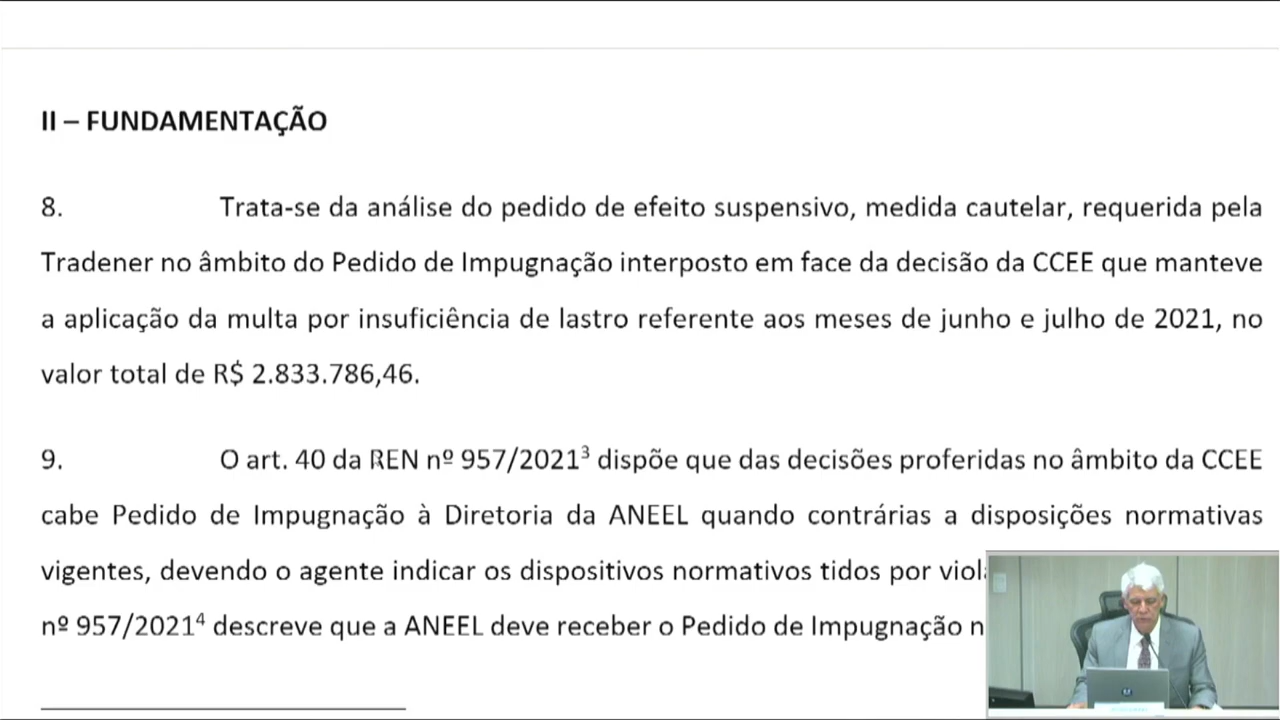 II – FUNDAMENTAÇÃO
8. Trata-se da análise do pedido de efeito suspensivo, medida cautelar, requerida pela
Tradener no âmbito do Pedido de Impugnação interposto em face da decisão da CCEE que manteve
a aplicação da multa por insuficiência de lastro referente aos meses de junho e julho de 2021, no
valor total de R$ 2.833.786,46.
9. O art. 40 da REN nº 957/2021³ dispõe que das decisões proferidas no âmbito da CCEE
cabe Pedido de Impugnação à Diretoria da ANEEL quando contrárias a disposições normativas
vigentes, devendo o agente indicar os dispositivos normativos tidos por
nº 957/2021⁴ descreve que a ANEEL deve receber o Pedido de Impugnação